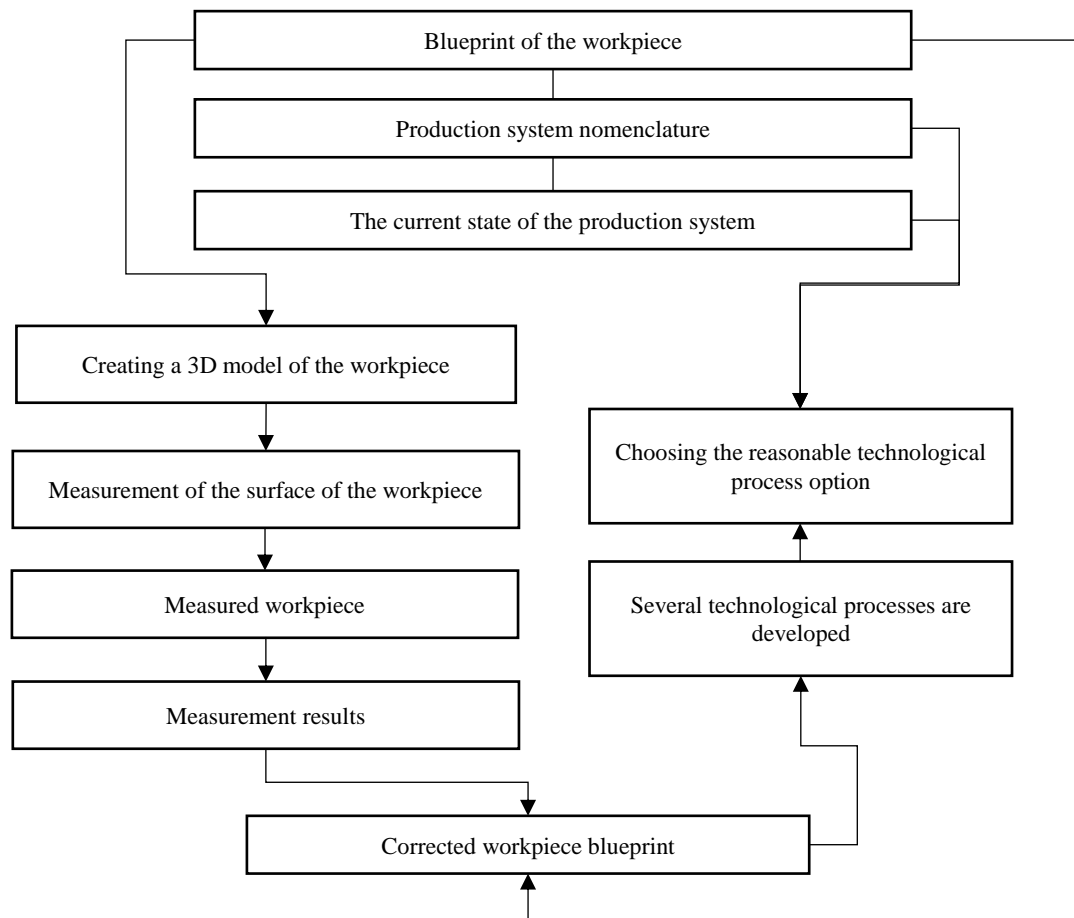 Blueprint of the workpiece
Production system nomenclature
The current state of the production system
Creating a 3D model of the workpiece
Measurement of the surface of the workpiece
Measured workpiece
Measurement results
Corrected workpiece blueprint
Choosing the reasonable technological
process option
Several technological processes are
developed